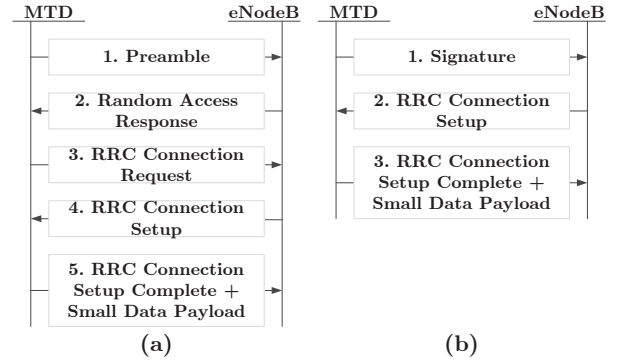 MTD
eNodeB
1. Preamble
2. Random Access
Response
3. RRC Connection
Request
4. RRC Connection
Setup
5. RRC Connection
Setup Complete +
Small Data Payload
(a)
MTD
eNodeB
1. Signature
2. RRC Connection
Setup
3. RRC Connection
Setup Complete +
Small Data Payload
(b)